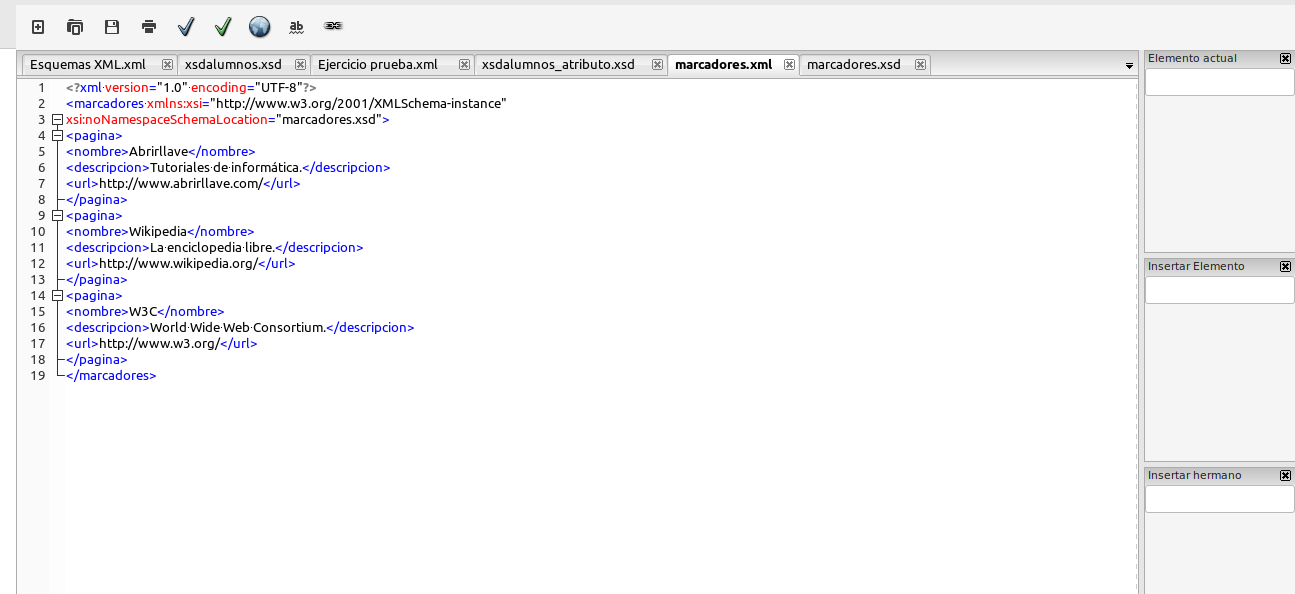 ab
Esquemas XML.xml
xsdalumnos.xsd
Ejercicio prueba.xml
xsdalumnos_atributo.xsd
marcadores.xml
marcadores.xsd
1 <?xml·version="1.0"·encoding="UTF-8"?>
2 <marcadores·xmlns:xsi="http://www.w3.org/2001/XMLSchema-instance"
3 xsi:noNamespaceSchemaLocation="marcadores.xsd">
4 <pagina>
5 <nombre>Abrirllave</nombre>
6 <descripcion>Tutoriales·de·informática.</descripcion>
7 <url>http://www.abrirllave.com/</url>
8 </pagina>
9 <pagina>
10 <nombre>Wikipedia</nombre>
11 <descripcion>La·enciclopedia·libre.</descripcion>
12 <url>http://www.wikipedia.org/</url>
13 </pagina>
14 <pagina>
15 <nombre>W3C</nombre>
16 <descripcion>World·Wide·Web·Consortium.</descripcion>
17 <url>http://www.w3.org/</url>
18 </pagina>
19 </marcadores>
Elemento actual
Insertar Elemento
Insertar hermano